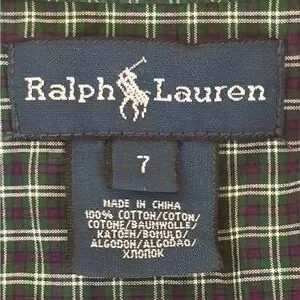 Ralph Lauren
7
MADE IN CHINA
100% COTTON/COTON/
COTONE/BAUMWOLLE/
KATOEN/BOMULD/
ALGODON/ALGODAO/
ХЛОПОК